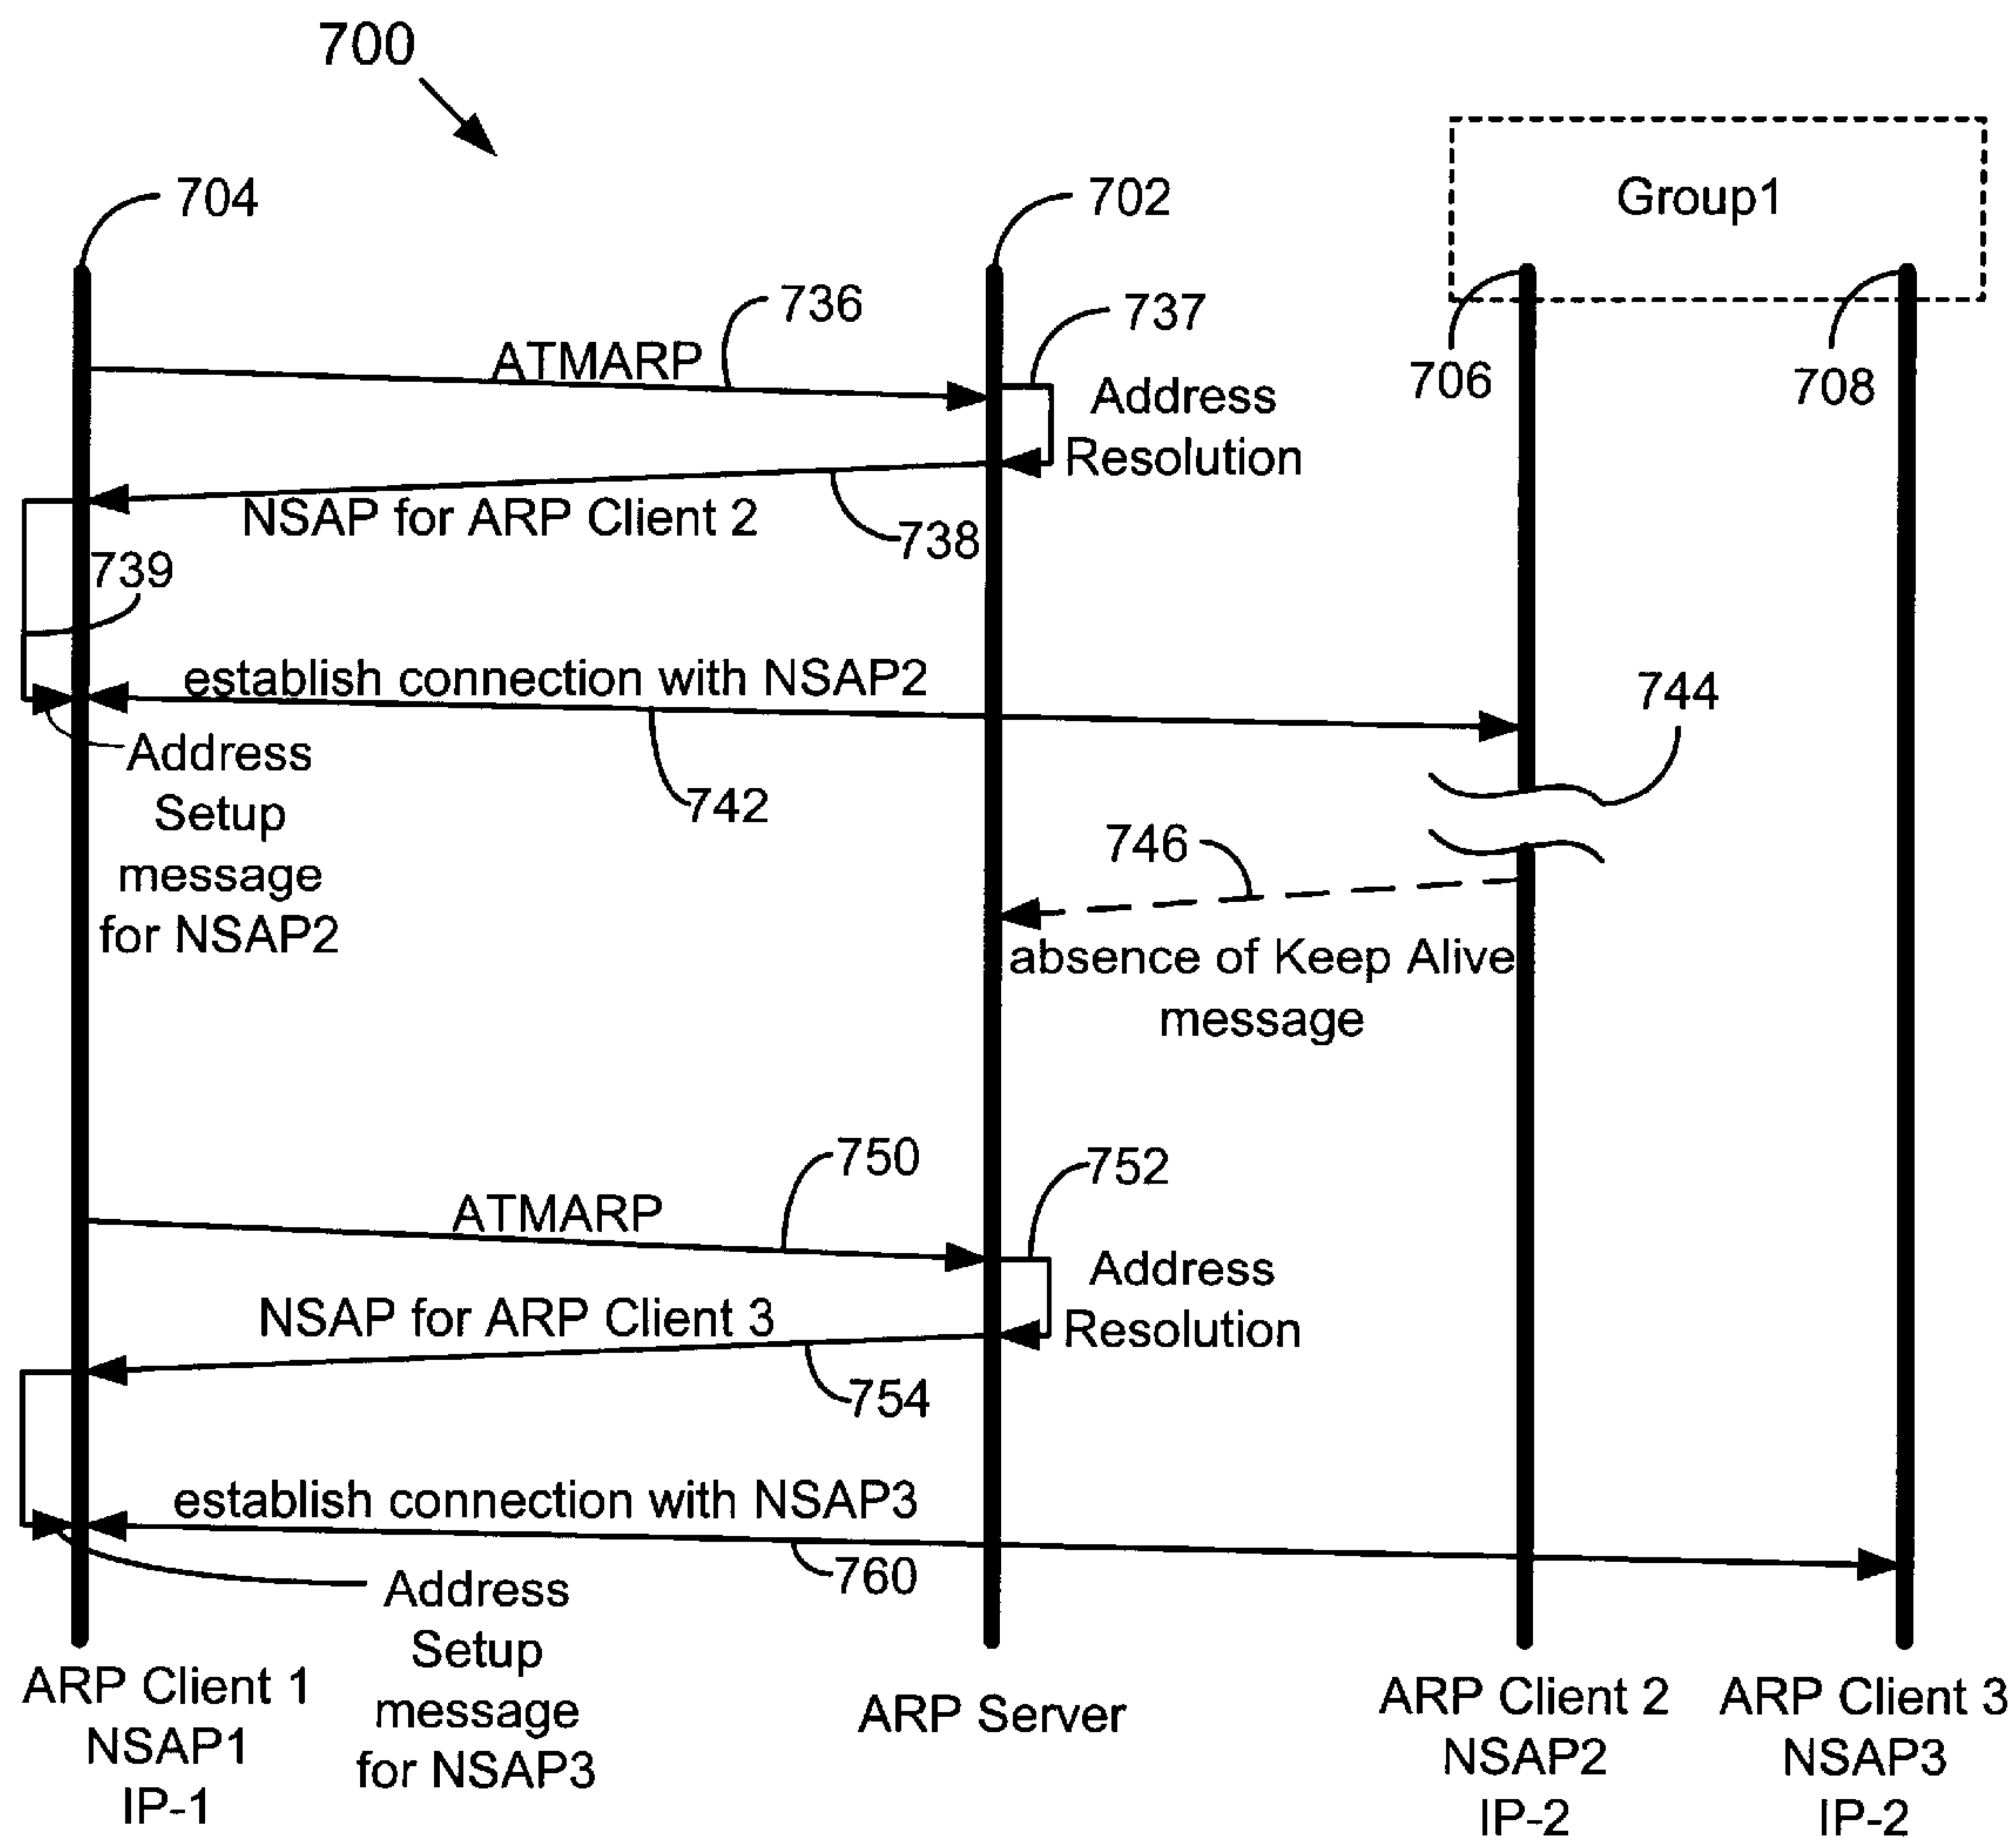 700
704
702
Group1
736
737
ATMARP
706
708
Address
Resolution
NSAP for ARP Client 2
738
739
establish connection with NSAP2
744
Address
Setup
message
for NSAP2
742
746
absence of Keep Alive
message
750
752
ATMARP
Address
Resolution
NSAP for ARP Client 3
754
establish connection with NSAP3
760
Address
Setup
message
for NSAP3
ARP Client 1
NSAP1
IP-1
ARP Server
ARP Client 2
NSAP2
IP-2
ARP Client 3
NSAP3
IP-2